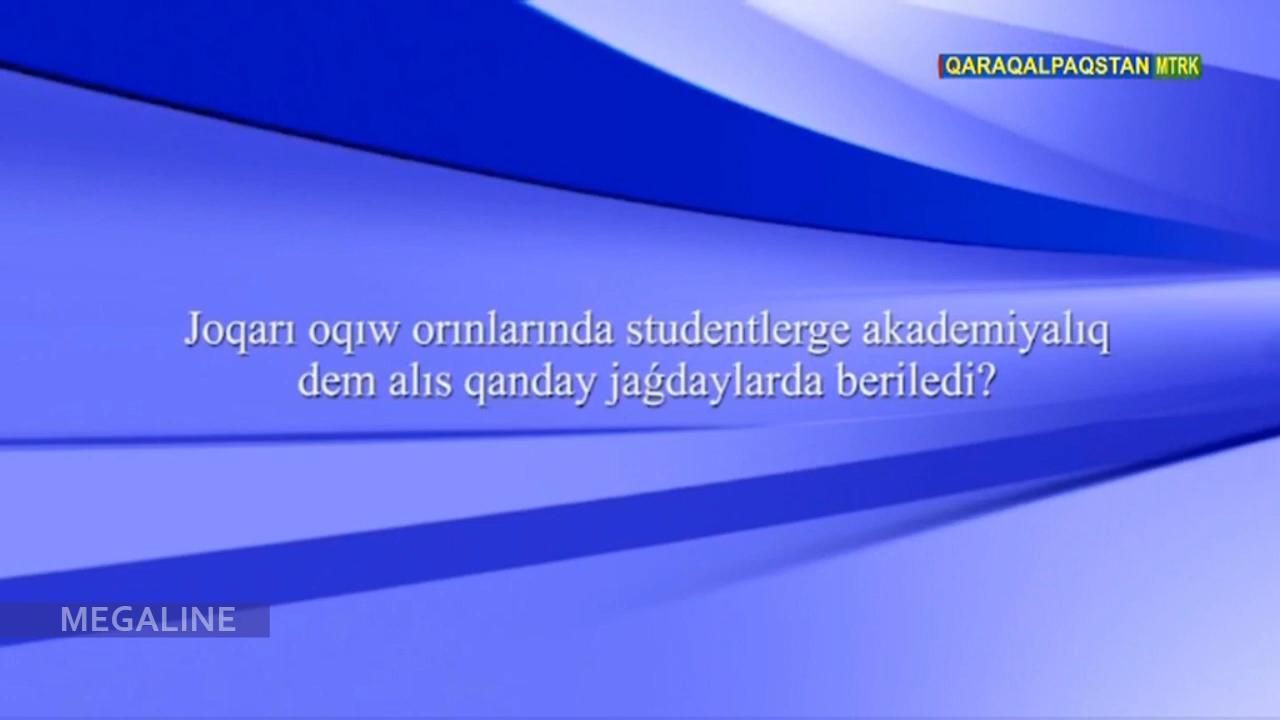 QARAQALPAQSTAN MTRK
Joqarı oqıw orınlarında studentlerge akademiyalıq
dem alıs qanday jaǵdaylarda beriledi?
MEGALINE